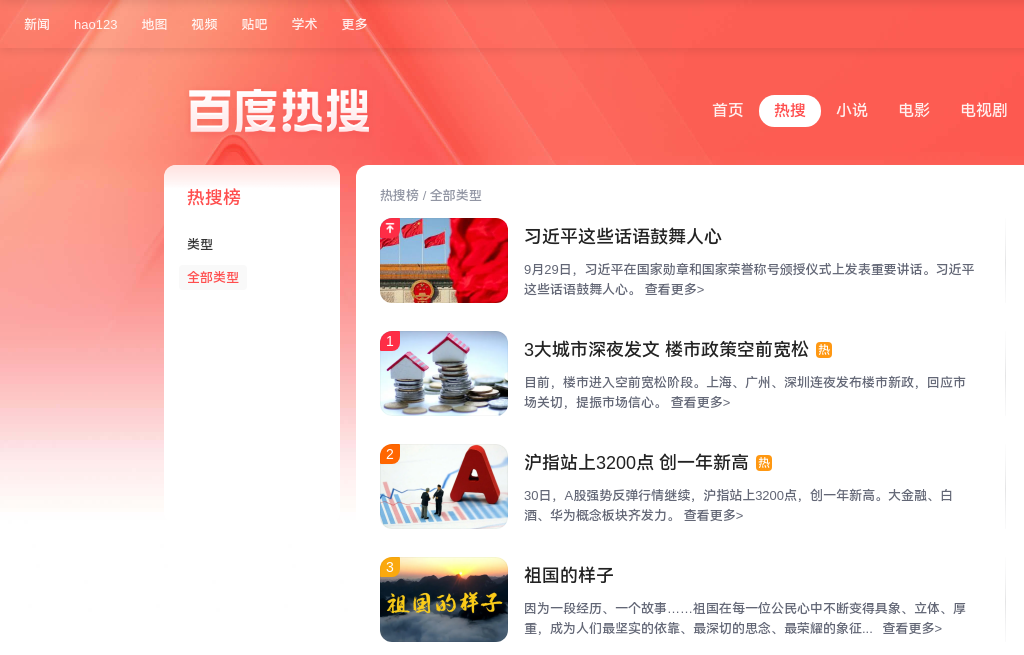 新闻 hao123 地图 视频 贴吧 学术 更多
百度热搜
首页 热搜 小说 电影 电视剧
热搜榜
类型
全部类型
热搜榜 / 全部类型
习近平这些话语鼓舞人心
9月29日，习近平在国家勋章和国家荣誉称号颁授仪式上发表重要讲话。习近平
这些话语鼓舞人心。 查看更多>
1
3大城市深夜发文 楼市政策空前宽松 热
目前，楼市进入空前宽松阶段。上海、广州、深圳连夜发布楼市新政，回应市
场关切，提振市场信心。 查看更多>
2
A
沪指站上3200点 创一年新高 热
30日，A股强势反弹行情继续，沪指站上3200点，创一年新高。大金融、白
酒、华为概念板块齐发力。 查看更多>
3
祖国的样子
祖国的样子
因为一段经历、一个故事……祖国在每一位公民心中不断变得具象、立体、厚
重，成为人们最坚实的依靠、最深切的思念、最荣耀的象征... 查看更多>